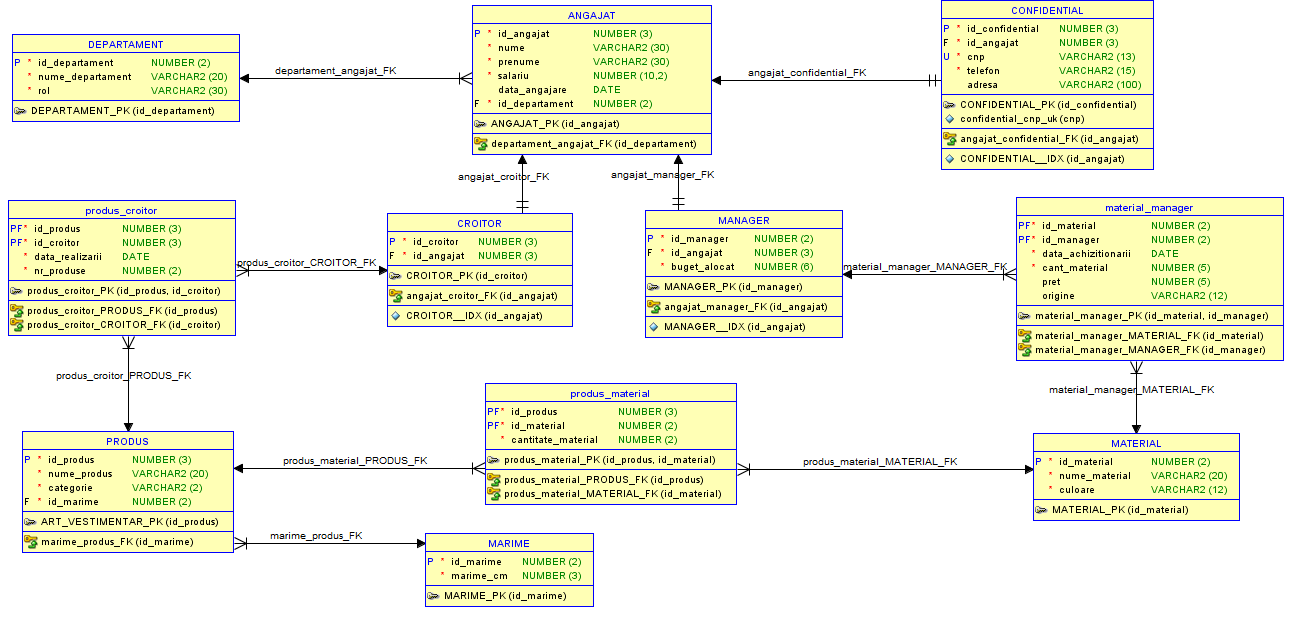 DEPARTAMENT
P * id_departament NUMBER (2)
* nume_departament VARCHAR2 (20)
* rol VARCHAR2 (30)
DEPARTAMENT_PK (id_departament)
departament_angajat_FK
ANGAJAT
P * id_angajat NUMBER (3)
* nume VARCHAR2 (30)
* prenume VARCHAR2 (30)
* salariu NUMBER (10,2)
data_angajare DATE
F * id_departament NUMBER (2)
ANGAJAT_PK (id_angajat)
departament_angajat_FK (id_departament)
angajat_confidential_FK
CONFIDENTIAL
P * id_confidential NUMBER (3)
F * id_angajat NUMBER (3)
U * cnp VARCHAR2 (13)
* telefon VARCHAR2 (15)
adresa VARCHAR2 (100)
CONFIDENTIAL_PK (id_confidential)
confidential_cnp_uk (cnp)
angajat_confidential_FK (id_angajat)
CONFIDENTIAL__IDX (id_angajat)
angajat_croitor_FK
angajat_manager_FK
produs_croitor
PF* id_produs NUMBER (3)
PF* id_croitor NUMBER (3)
* data_realizarii DATE
* nr_produse NUMBER (2)
produs_croitor_PK (id_produs, id_croitor)
produs_croitor_PRODUS_FK (id_produs)
produs_croitor_CROITOR_FK (id_croitor)
produs_croitor_CROITOR_FK
CROITOR
P * id_croitor NUMBER (3)
F * id_angajat NUMBER (3)
CROITOR_PK (id_croitor)
angajat_croitor_FK (id_angajat)
CROITOR__IDX (id_angajat)
MANAGER
P * id_manager NUMBER (2)
F * id_angajat NUMBER (3)
* buget_alocat NUMBER (6)
MANAGER_PK (id_manager)
angajat_manager_FK (id_angajat)
MANAGER__IDX (id_angajat)
material_manager_MANAGER_FK
material_manager
PF* id_material NUMBER (2)
PF* id_manager NUMBER (2)
* data_achizitionarii DATE
* cant_material NUMBER (5)
pret NUMBER (5)
origine VARCHAR2 (12)
material_manager_PK (id_material, id_manager)
material_manager_MATERIAL_FK (id_material)
material_manager_MANAGER_FK (id_manager)
produs_croitor_PRODUS_FK
material_manager_MATERIAL_FK
PRODUS
P * id_produs NUMBER (3)
* nume_produs VARCHAR2 (20)
* categorie VARCHAR2 (2)
F * id_marime NUMBER (2)
ART_VESTIMENTAR_PK (id_produs)
marime_produs_FK (id_marime)
produs_material_PRODUS_FK
produs_material
PF* id_produs NUMBER (3)
PF* id_material NUMBER (2)
* cantitate_material NUMBER (2)
produs_material_PK (id_produs, id_material)
produs_material_PRODUS_FK (id_produs)
produs_material_MATERIAL_FK (id_material)
produs_material_MATERIAL_FK
MATERIAL
P * id_material NUMBER (2)
* nume_material VARCHAR2 (20)
* culoare VARCHAR2 (12)
MATERIAL_PK (id_material)
marime_produs_FK
MARIME
P * id_marime NUMBER (2)
* marime_cm NUMBER (3)
MARIME_PK (id_marime)